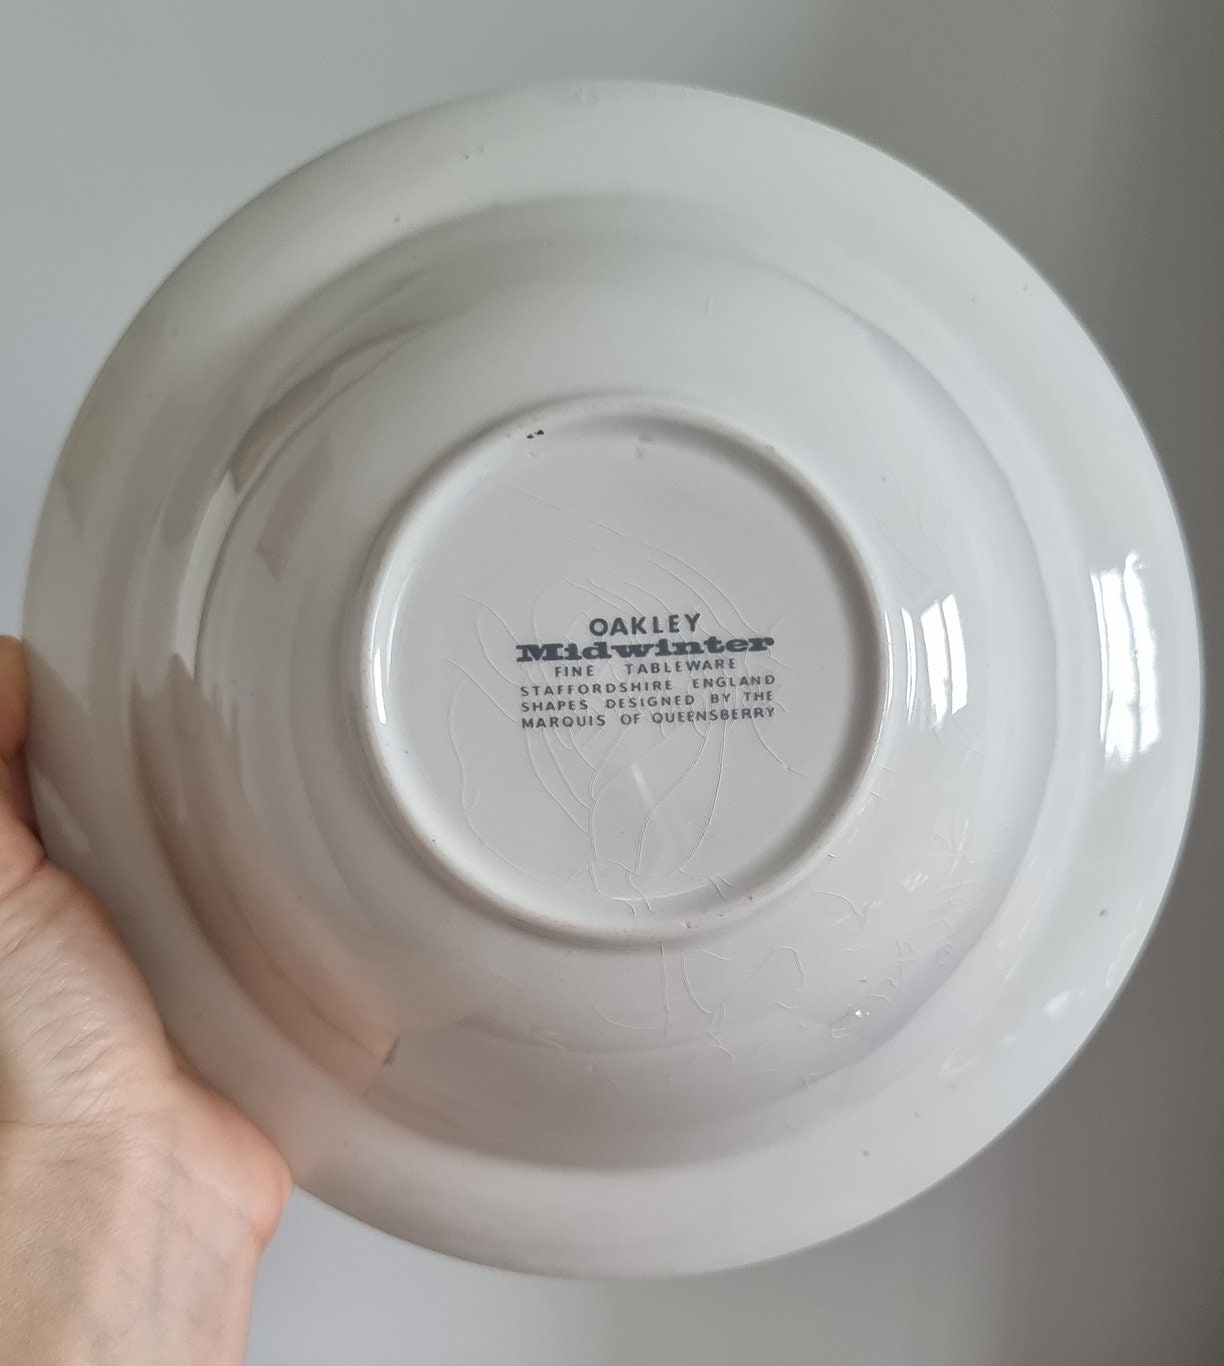 OAKLEY
Midwinter
FINE TABLEWARE
STAFFORDSHIRE ENGLAND
SHAPES DESIGNED BY THE
MARQUIS OF QUEENSBERRY